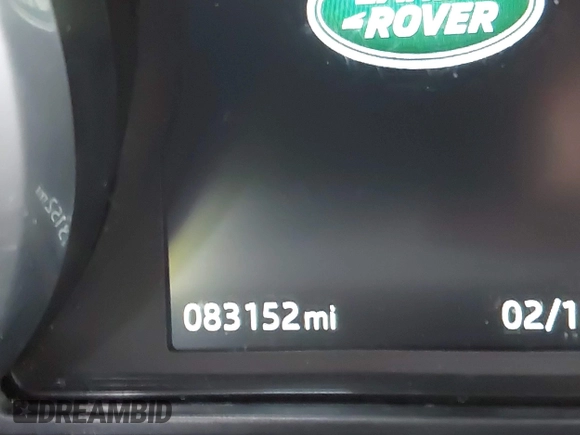 ROVER
083152mi
02/1
DREAMBID